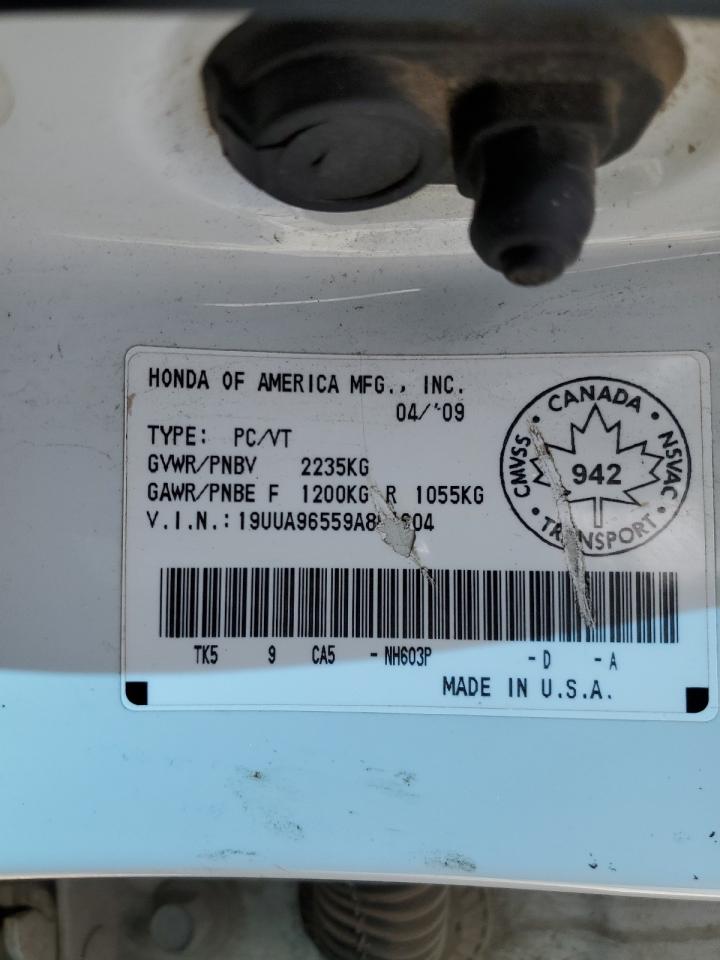 HONDA OF AMERICA MFG., INC.
04/'09
TYPE: PC/VT
GVWR/PNBV 2235KG
GAWR/PNBE F 1200KG R 1055KG
V.I.N.:
CANADA
CMVSS • 942 • NSVAC
TRANSPORT
TK5 9 CA5 -NH603P -D -A
MADE IN U.S.A.